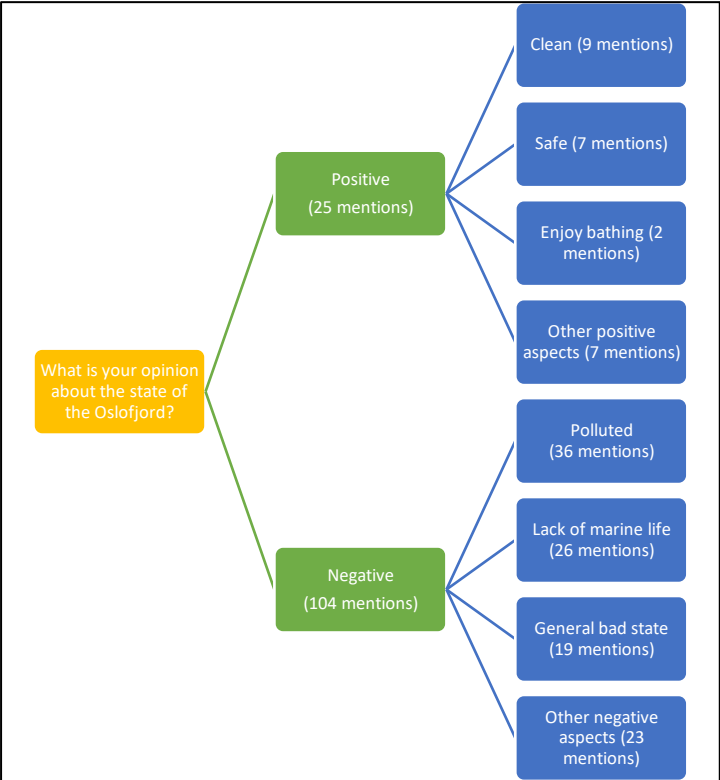 What is your opinion
about the state of
the Oslofjord?
Positive
(25 mentions)
Clean (9 mentions)
Safe (7 mentions)
Enjoy bathing (2
mentions)
Other positive
aspects (7 mentions)
Negative
(104 mentions)
Polluted
(36 mentions)
Lack of marine life
(26 mentions)
General bad state
(19 mentions)
Other negative
aspects (23
mentions)